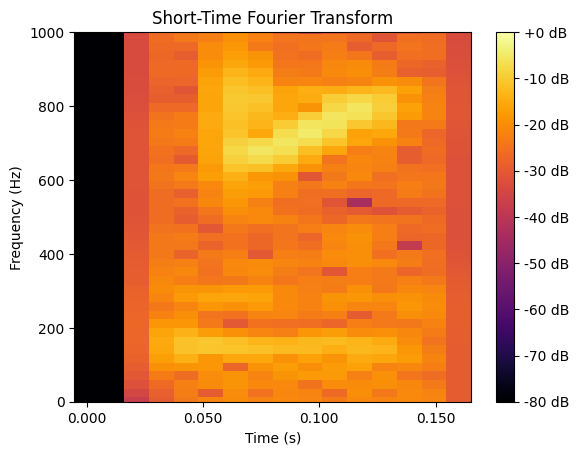 Short-Time Fourier Transform
1000
800
600
400
200
0
Frequency (Hz)
0.000
0.050
0.100
0.150
Time (s)
+0 dB
-10 dB
-20 dB
-30 dB
-40 dB
-50 dB
-60 dB
-70 dB
-80 dB